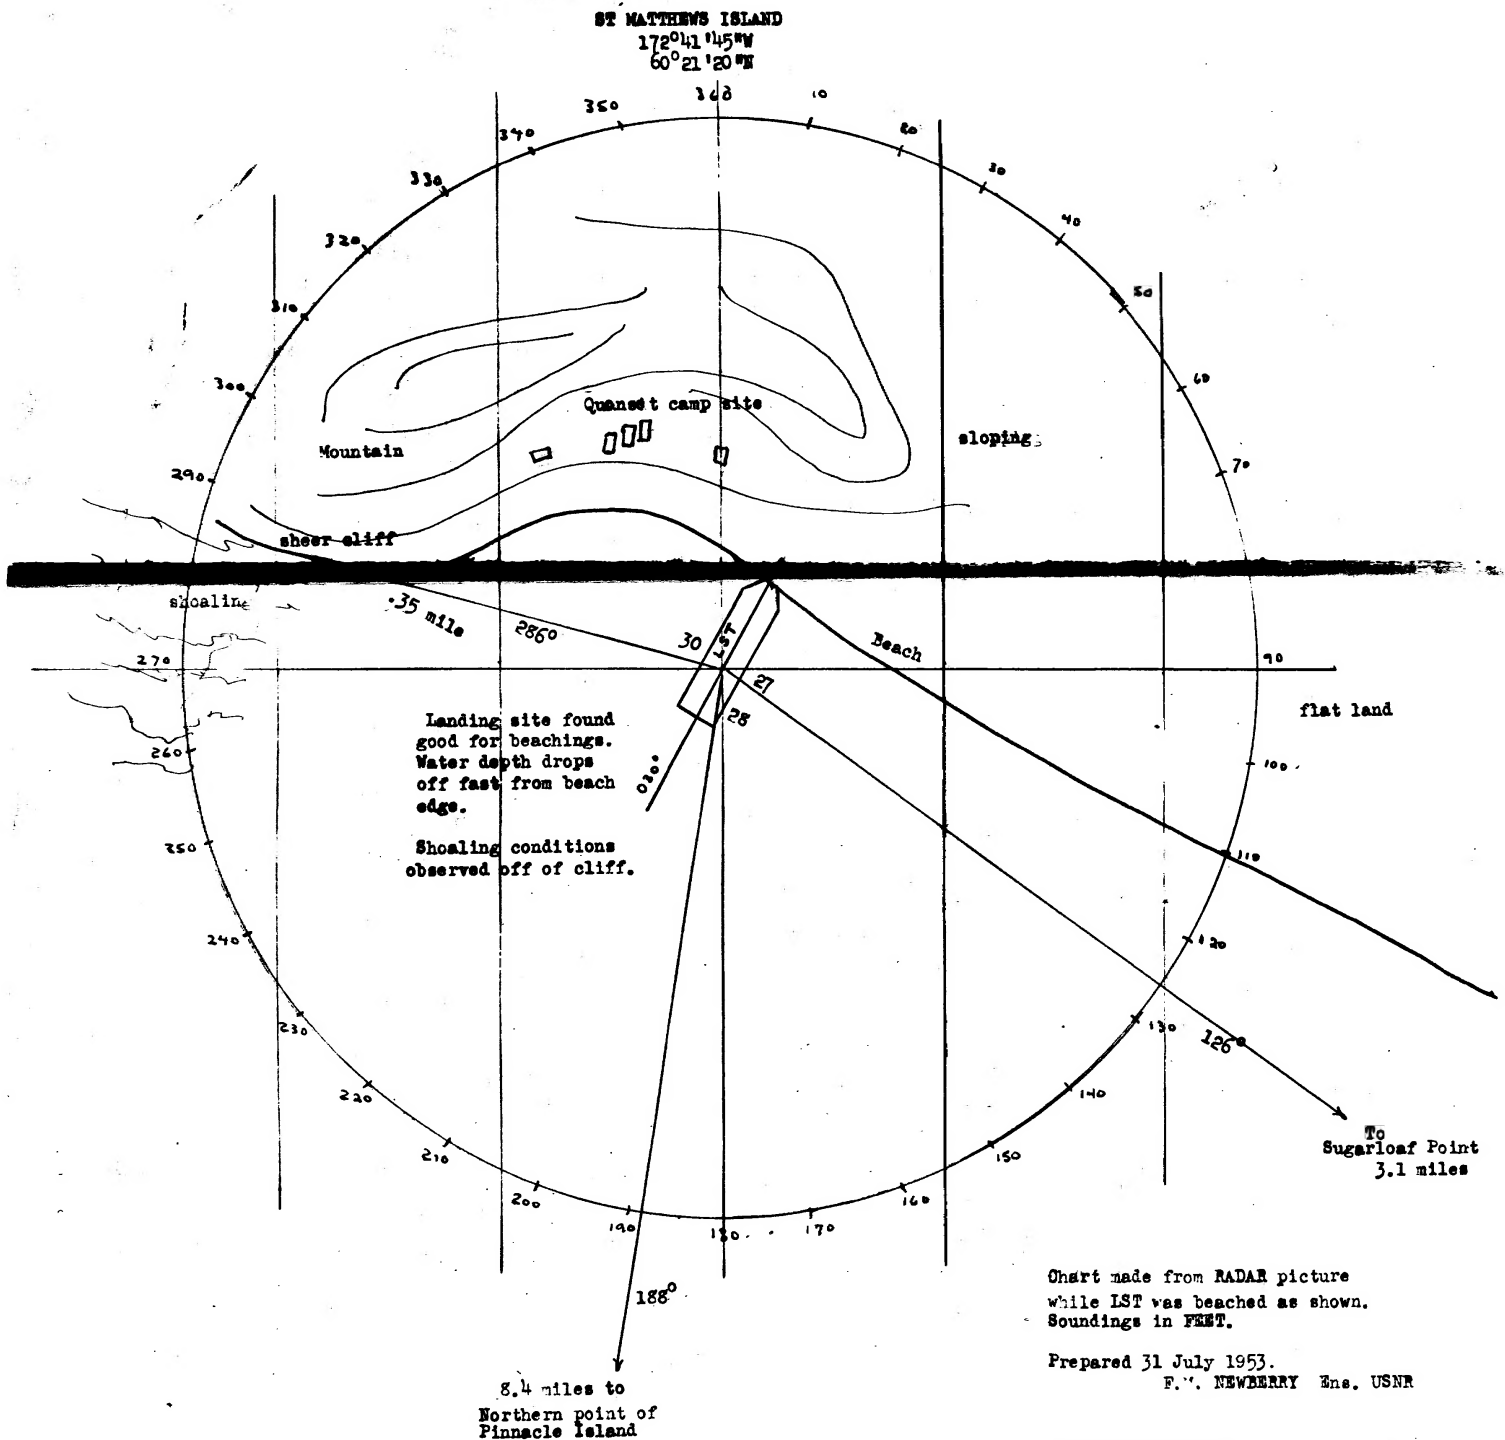 ST MATTHEWS ISLAND
172°41'45"W
60°21'20"N
360
10
20
30
40
50
60
70
90
100
110
120
130
140
150
160
170
180
190
200
210
220
230
240
250
260
270
290
300
310
320
330
340
350
Quanset camp site
Mountain
sloping
sheer cliff
shoaling
.35 mile
286°
30
LST
27
28
030°
Beach
flat land
Landing site found
good for beachings.
Water depth drops
off fast from beach
edge.
Shoaling conditions
observed off of cliff.
126°
To
Sugarloaf Point
3.1 miles
188°
8.4 miles to
Northern point of
Pinnacle Island
Chart made from RADAR picture
while LST was beached as shown.
Soundings in FEET.
Prepared 31 July 1953.
F. NEWBERRY Ens. USNR